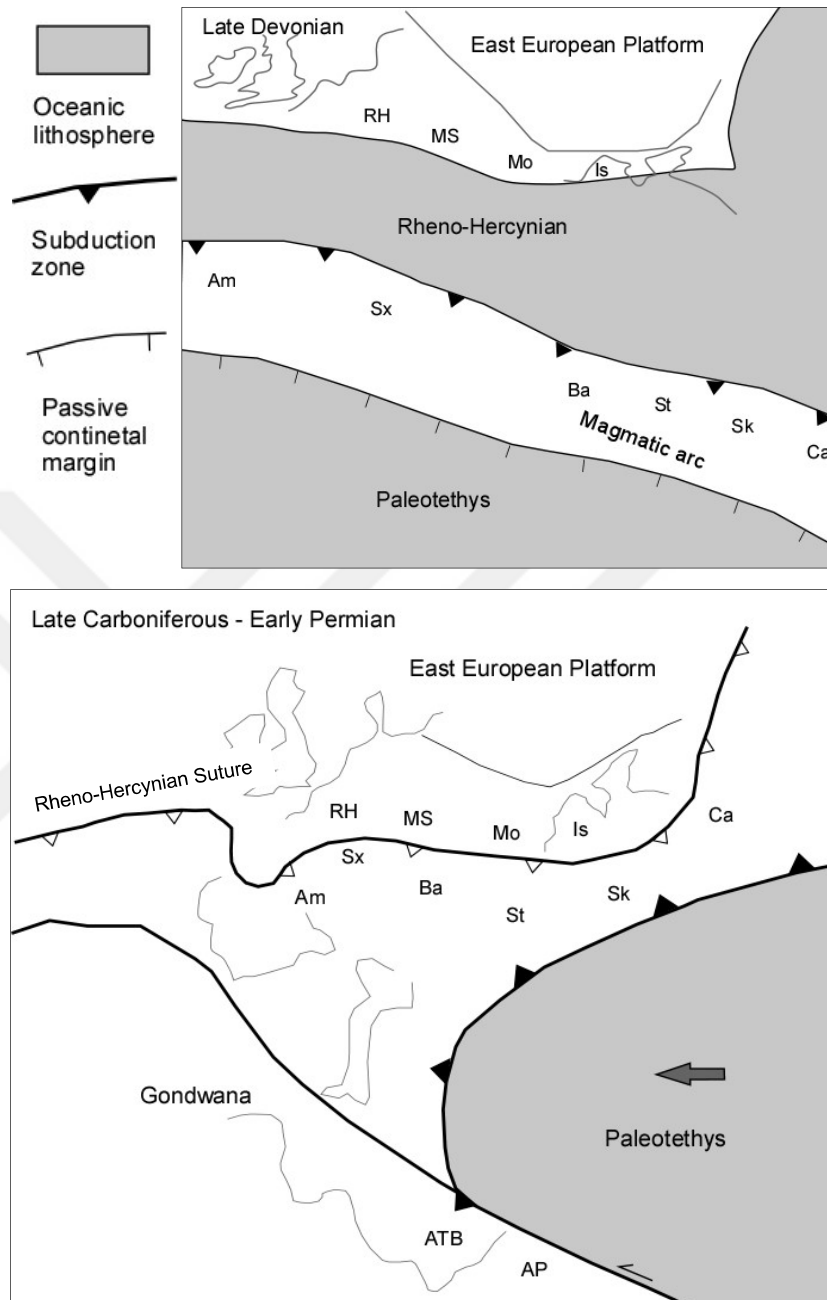 Oceanic
lithosphere
Subduction
zone
Passive
continetal
margin
Late Devonian
East European Platform
RH
MS
Mo
Is
Rheno-Hercynian
Am
Sx
Ba
St
Sk
Ca
Magmatic arc
Paleotethys
Late Carboniferous - Early Permian
East European Platform
Rheno-Hercynian Suture
RH
MS
Mo
Is
Ca
Sx
Am
Ba
St
Sk
Gondwana
Paleotethys
ATB
AP